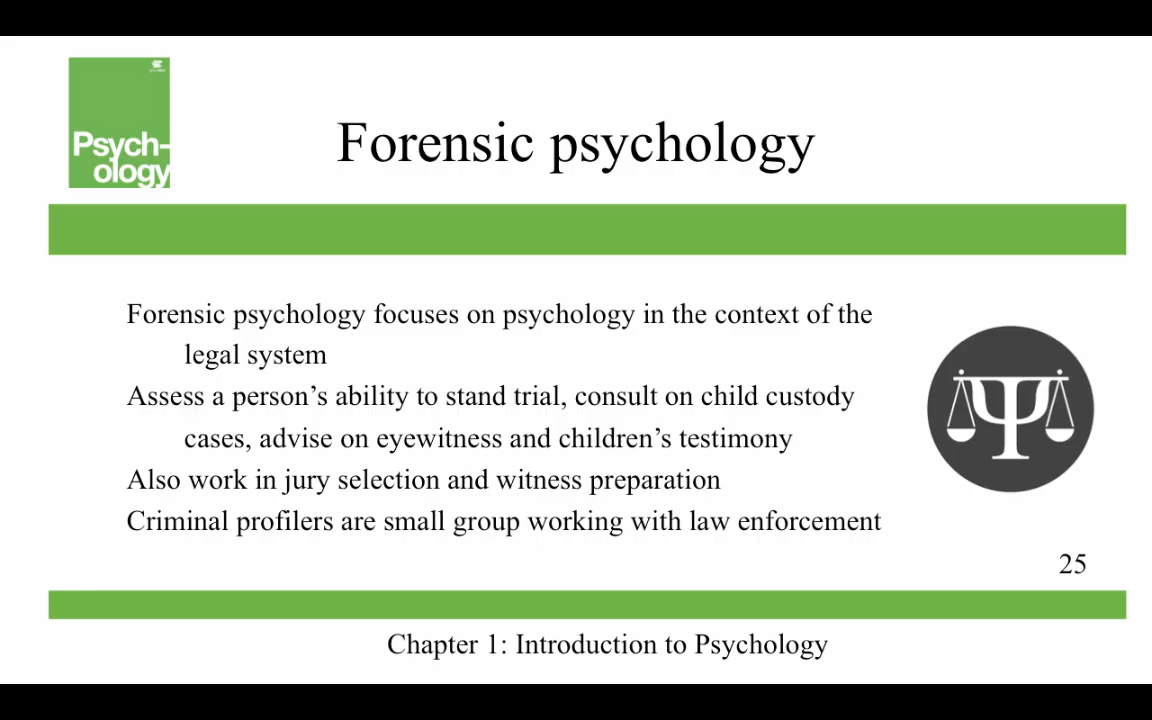 Psych-
ology
Forensic psychology
Forensic psychology focuses on psychology in the context of the
legal system
Assess a person’s ability to stand trial, consult on child custody
cases, advise on eyewitness and children’s testimony
Also work in jury selection and witness preparation
Criminal profilers are small group working with law enforcement
25
Chapter 1: Introduction to Psychology